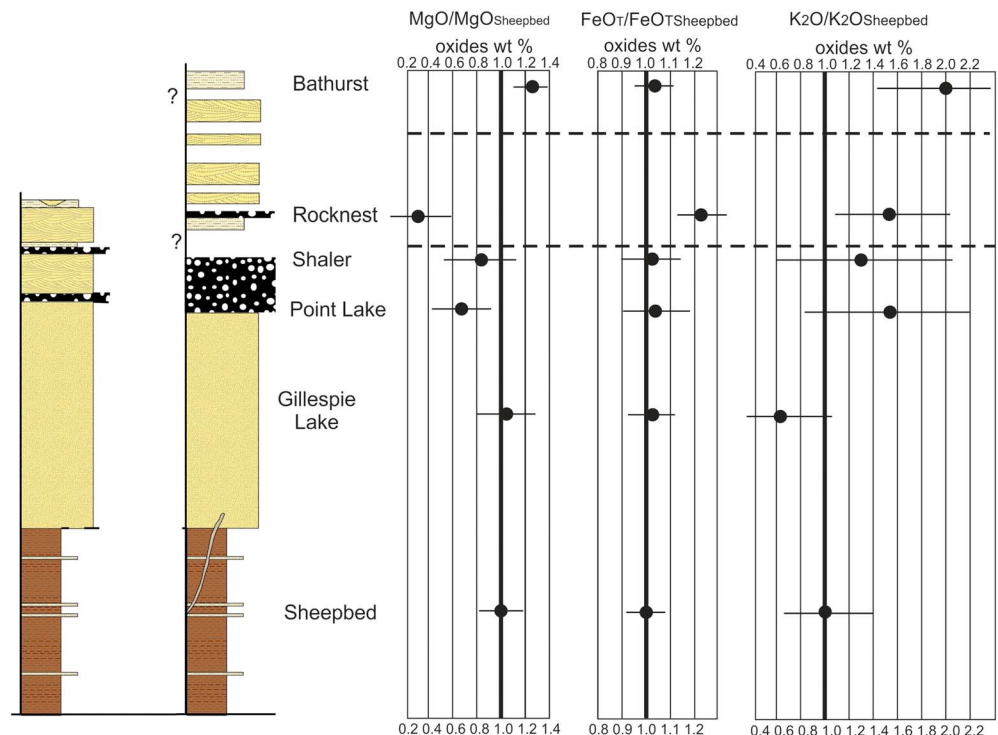 MgO/MgOSheepbed
oxides wt %
0.2 0.4 0.6 0.8 1.0 1.2 1.4
FeOT/FeOTSheepbed
oxides wt %
0.8 0.9 1.0 1.1 1.2
K2O/K2OSheepbed
oxides wt %
0.4 0.6 0.8 1.0 1.2 1.4 1.6 1.8 2.0 2.2
?
Bathurst
Rocknest
?
Shaler
Point Lake
Gillespie
Lake
Sheepbed
0.2 0.4 0.6 0.8 1.0 1.2 1.4
0.8 0.9 1.0 1.1 1.2
0.4 0.6 0.8 1.0 1.2 1.4 1.6 1.8 2.0 2.2